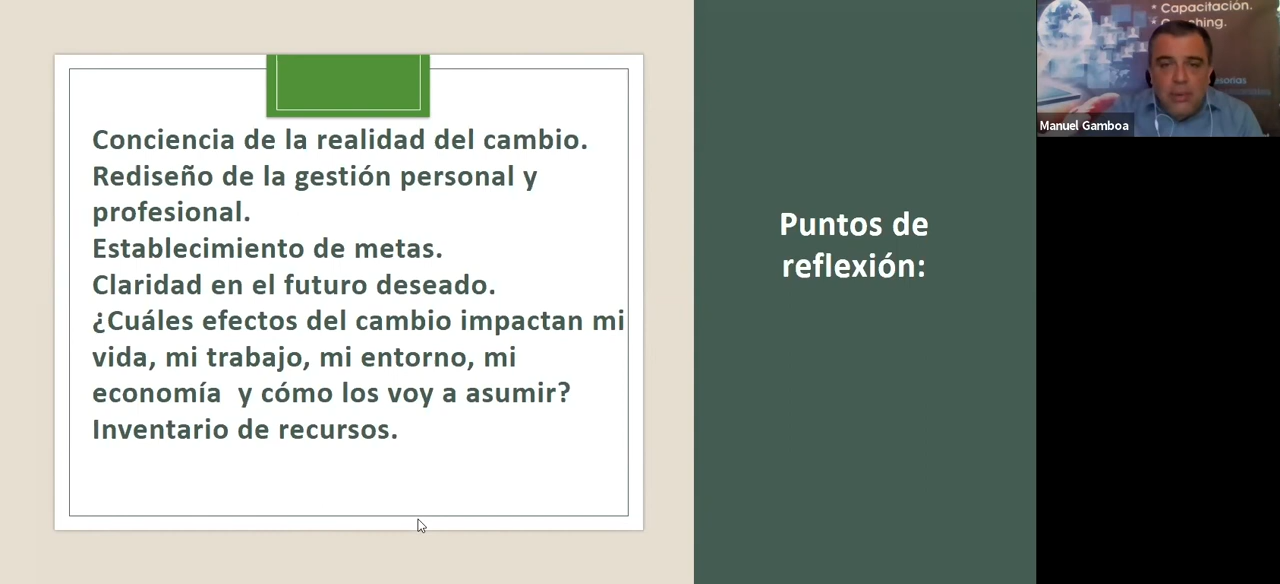 Conciencia de la realidad del cambio.
Rediseño de la gestión personal y
profesional.
Establecimiento de metas.
Claridad en el futuro deseado.
¿Cuáles efectos del cambio impactan mi
vida, mi trabajo, mi entorno, mi
economía  y cómo los voy a asumir?
Inventario de recursos.
Puntos de
reflexión:
* Capacitación.
Manuel Gamboa